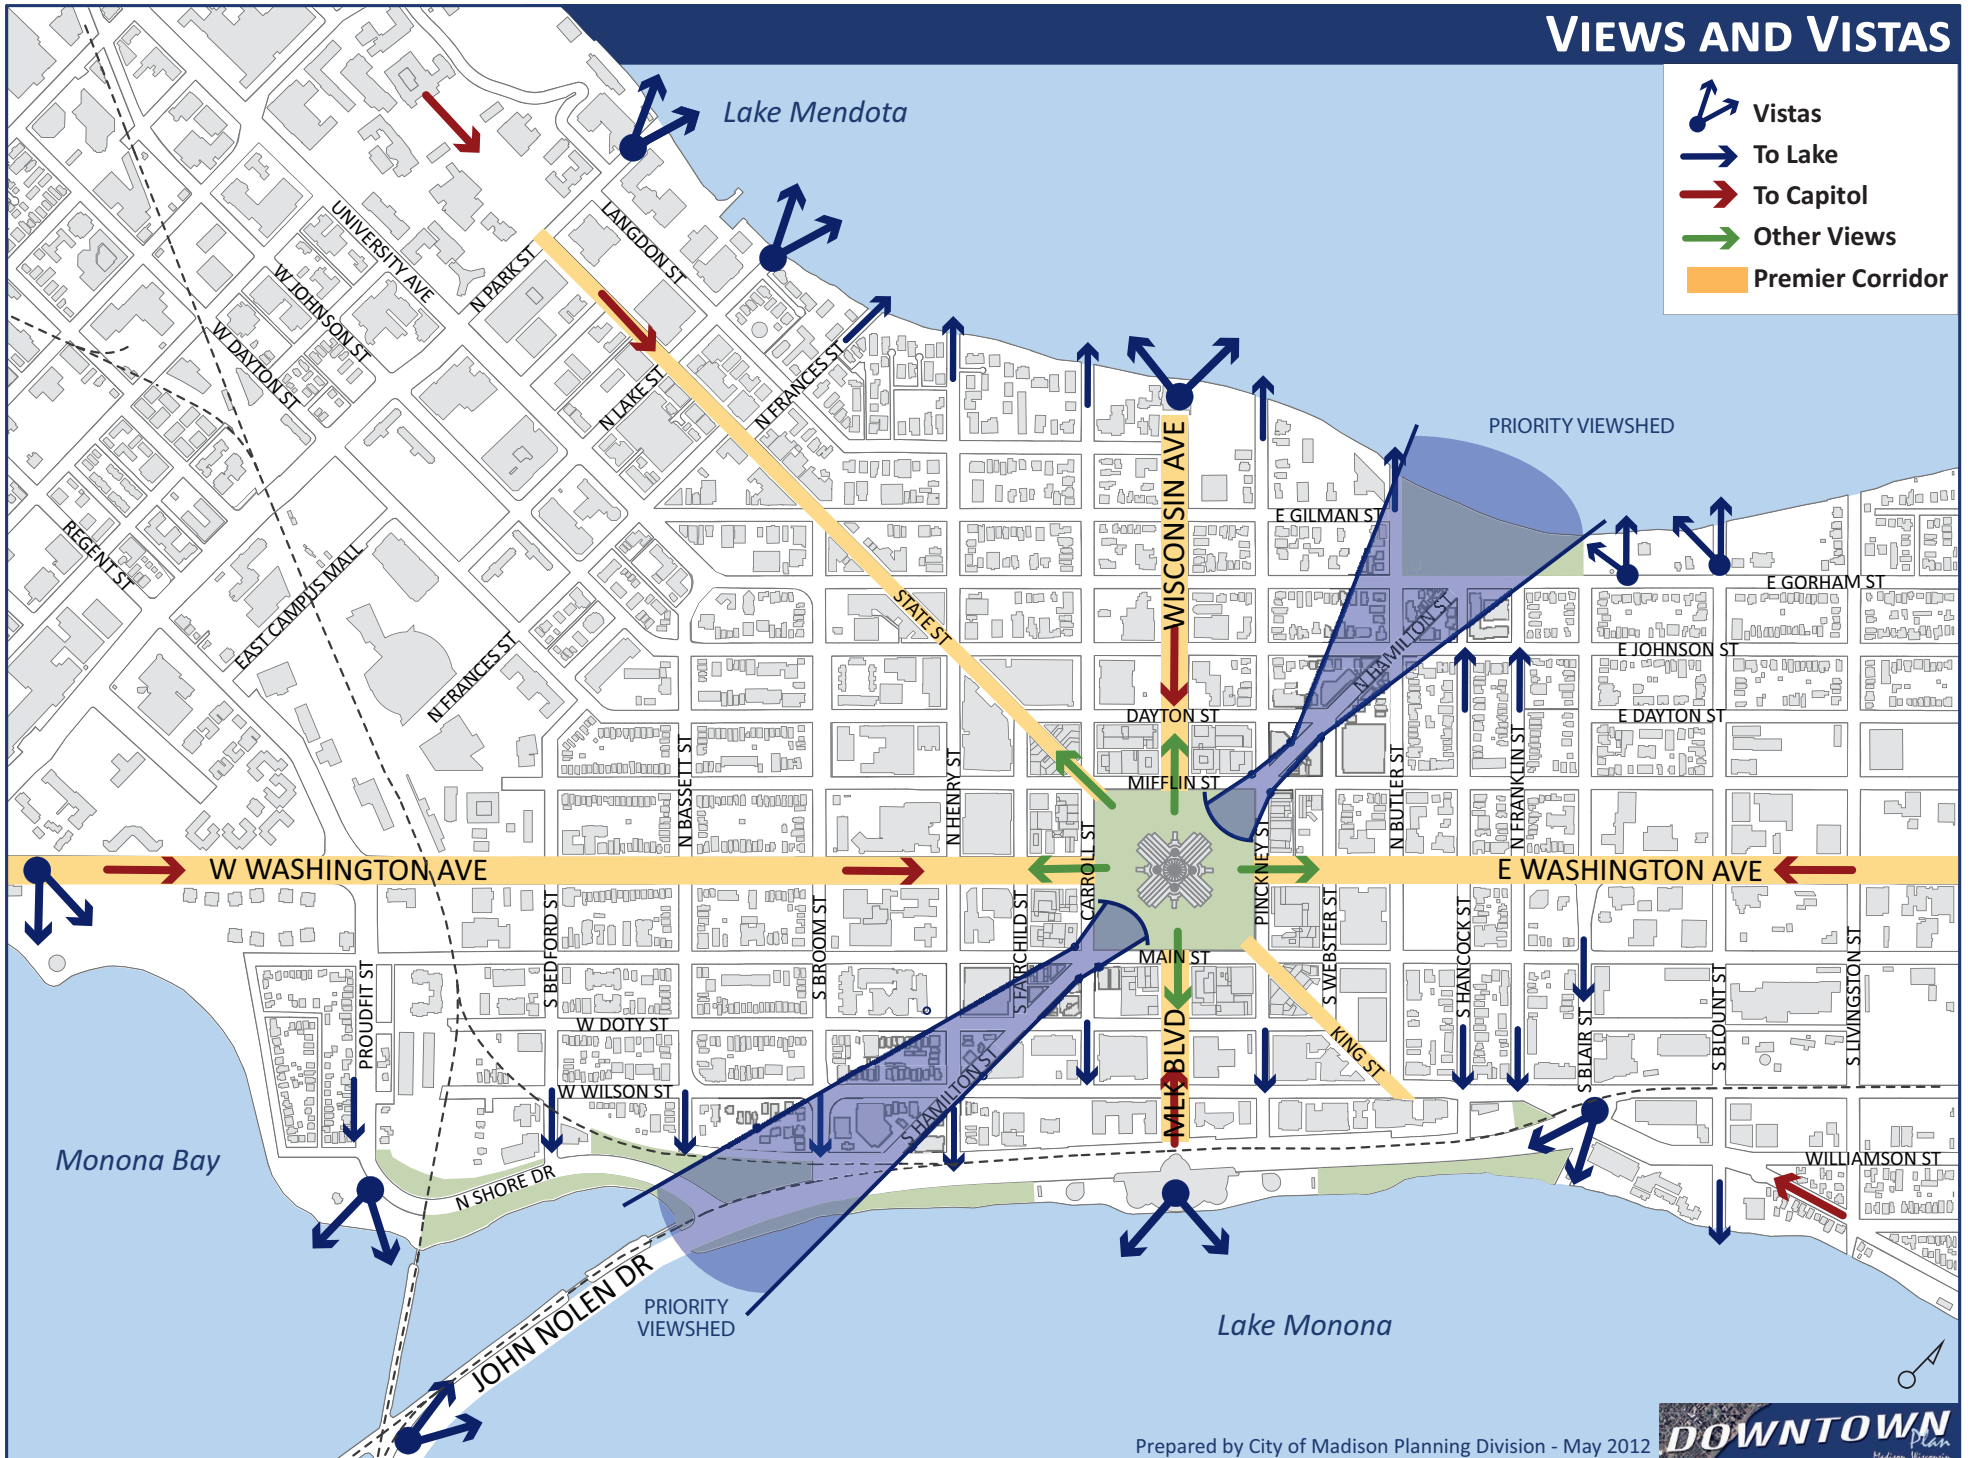 VIEWS AND VISTAS
Vistas
To Lake
To Capitol
Other Views
Premier Corridor
Lake Mendota
LANGDON ST
UNIVERSITY AVE
N PARK ST
W JOHNSON ST
W DAYTON ST
N LAKE ST
N FRANCES ST
WISCONSIN AVE
PRIORITY VIEWSHED
E GILMAN ST
REGENT ST
EAST CAMPUS MALL
N FRANCES ST
STATE ST
N HAMILTON ST
E GORHAM ST
E JOHNSON ST
E DAYTON ST
DAYTON ST
MIFFLIN ST
N BASSETT ST
N HENRY ST
N BUTLER ST
N FRANKLIN ST
CARROLL ST
PINCKNEY ST
W WASHINGTON AVE
E WASHINGTON AVE
MAIN ST
PROUDFIT ST
S BEDFORD ST
S BROOM ST
S FAIRCHILD ST
S WEBSTER ST
S HANCOCK ST
S BLAIR ST
S BLOUNT ST
S LIVINGSTON ST
W DOTY ST
W WILSON ST
S HAMILTON ST
MLK BLVD
KING ST
WILLIAMSON ST
Monona Bay
N SHORE DR
JOHN NOLEN DR
PRIORITY
VIEWSHED
Lake Monona
Prepared by City of Madison Planning Division - May 2012
DOWNTOWN
Plan
Madison Wisconsin